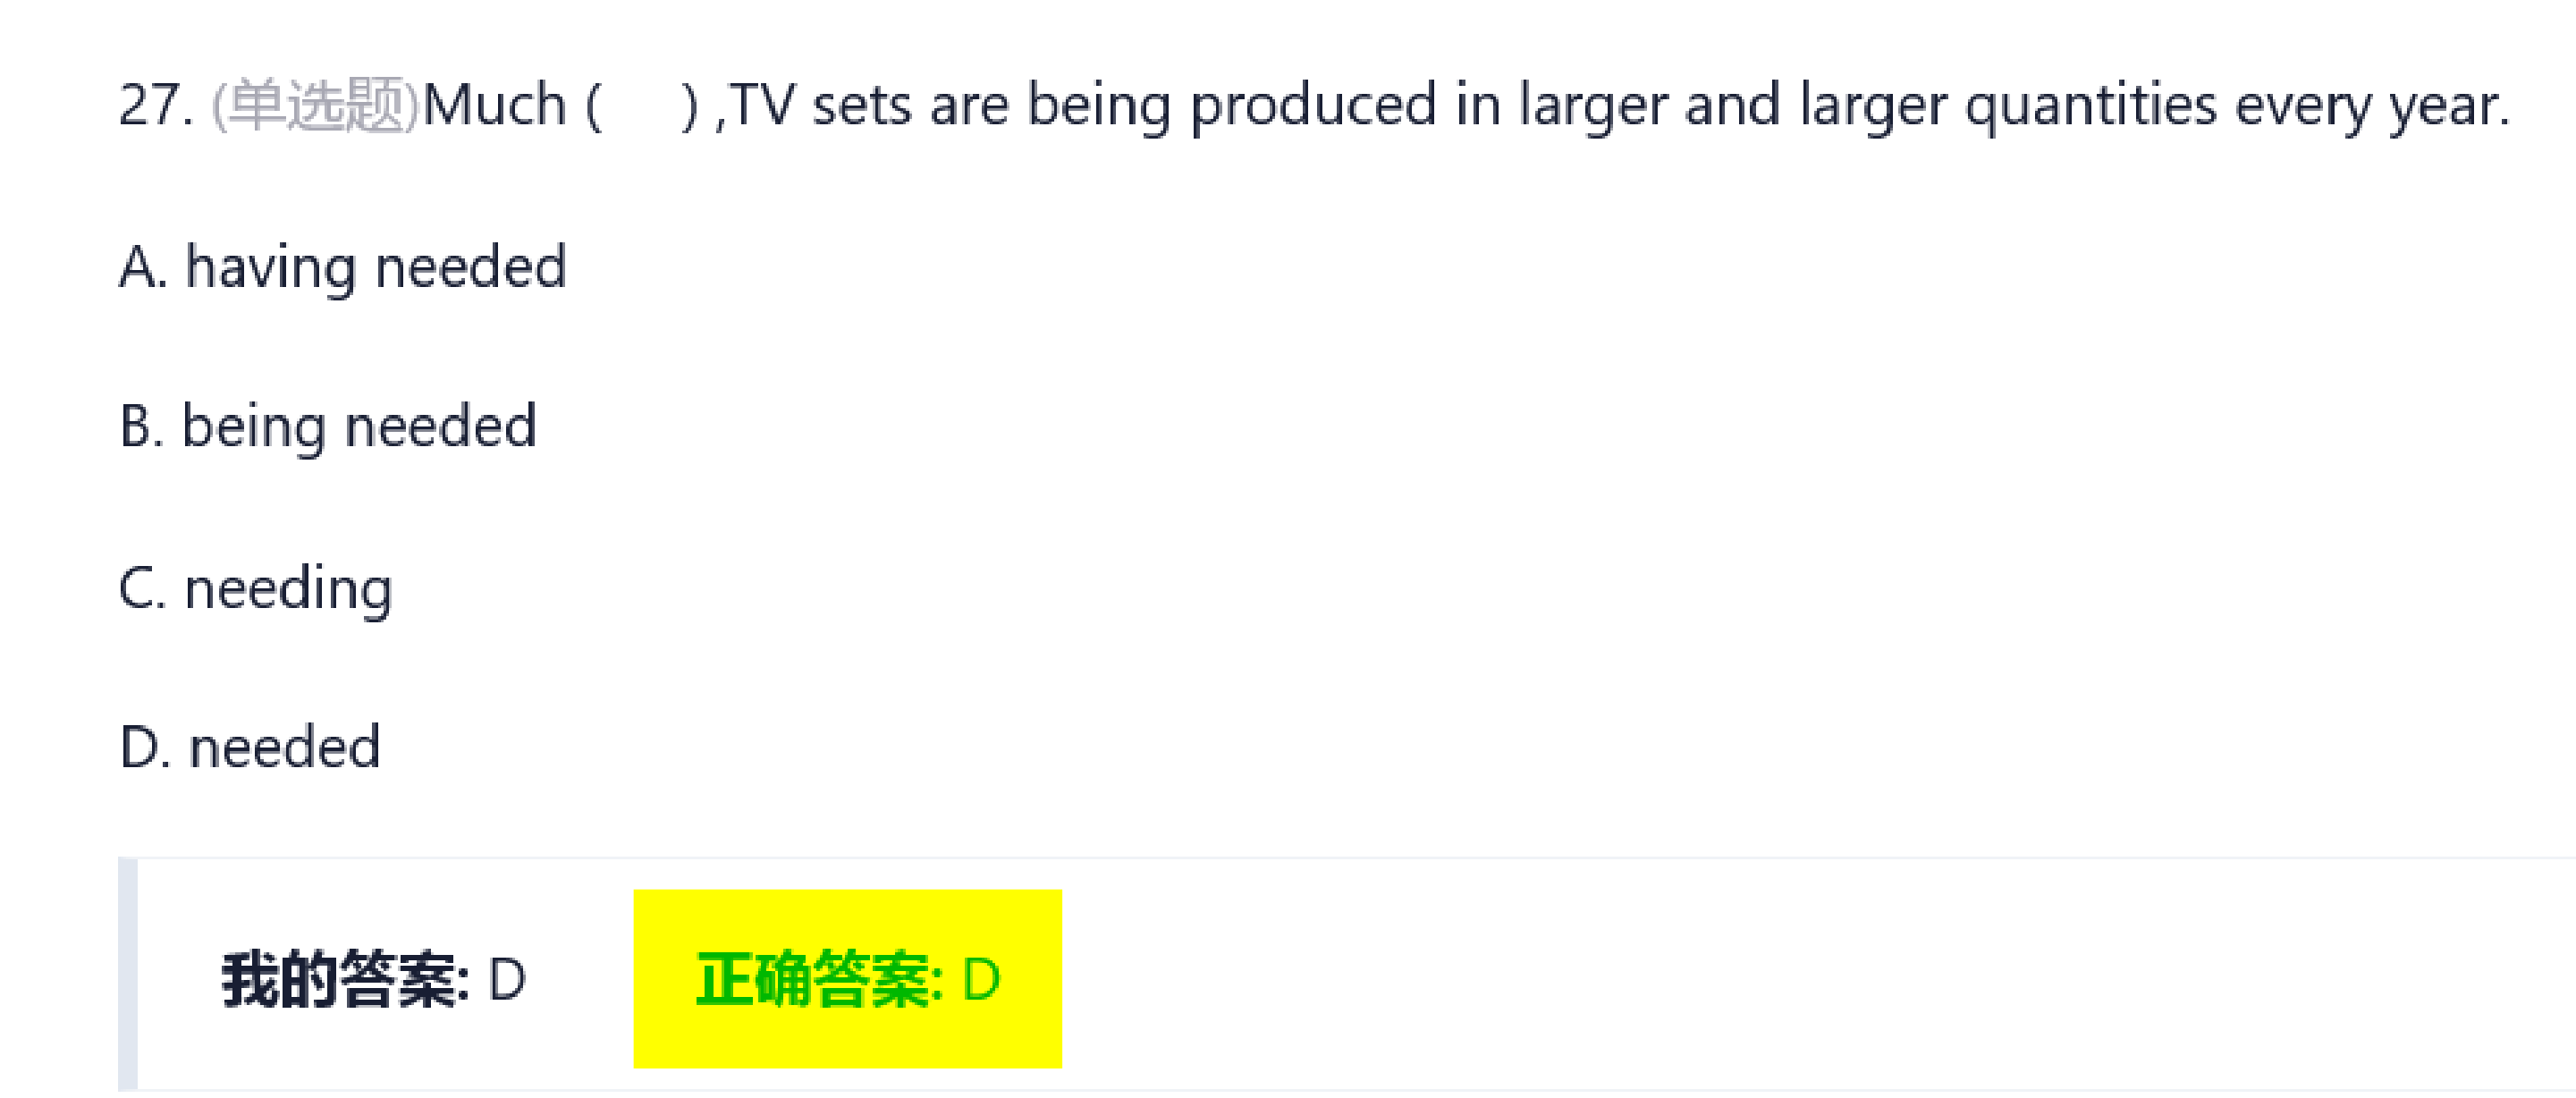 27. (单选题)Much (     ) ,TV sets are being produced in larger and larger quantities every year.
A. having needed
B. being needed
C. needing
D. needed
我的答案: D 正确答案: D